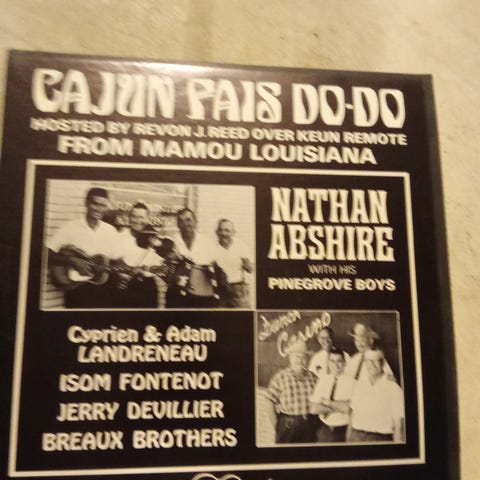 CAJUN PAIS DO-DO
HOSTED BY REVON J. REED OVER KEUN REMOTE
FROM MAMOU LOUISIANA
NATHAN
ABSHIRE
WITH HIS
PINEGROVE BOYS
Cyprien & Adam
LANDRENEAU
ISOM FONTENOT
JERRY DEVILLIER
BREAUX BROTHERS
Casino